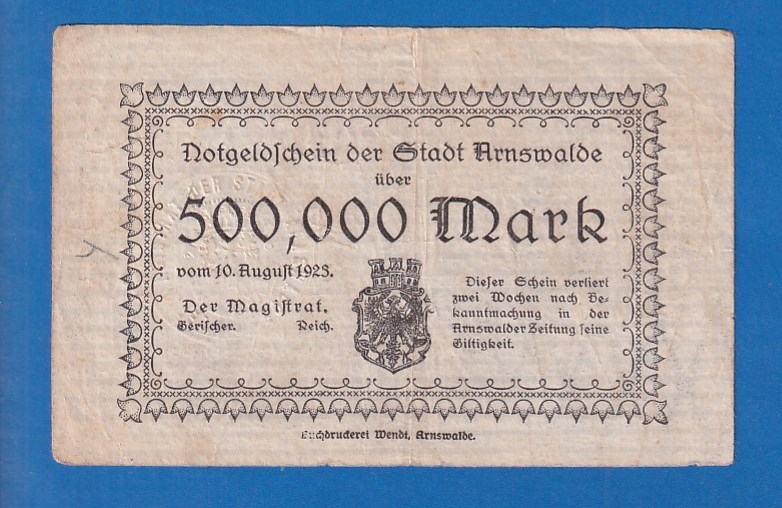 Notgeldschein der Stadt Arnswalde
über
500,000 Mark
vom 10. August 1923.
Der Magistrat.
Gerischer. Reich.
Dieser Schein verliert
zwei Wochen nach Be-
kanntmachung in der
Arnswalder Zeitung seine
Giltigkeit.
Buchdruckerei Wendt, Arnswalde.